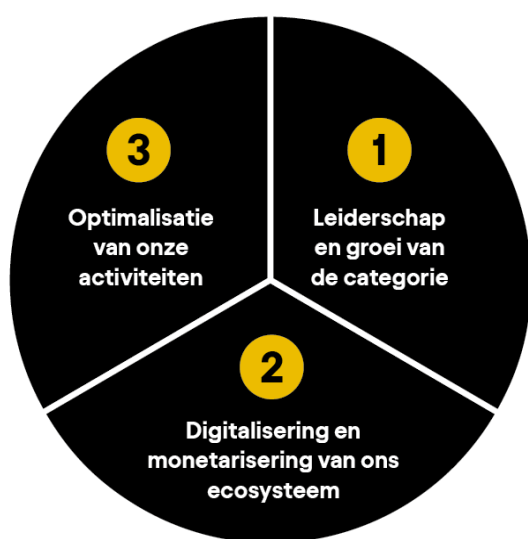 1
Leiderschap
en groei van
de categorie
2
Digitalisering en
monetarisering van ons
ecosysteem
3
Optimalisatie
van onze
activiteiten